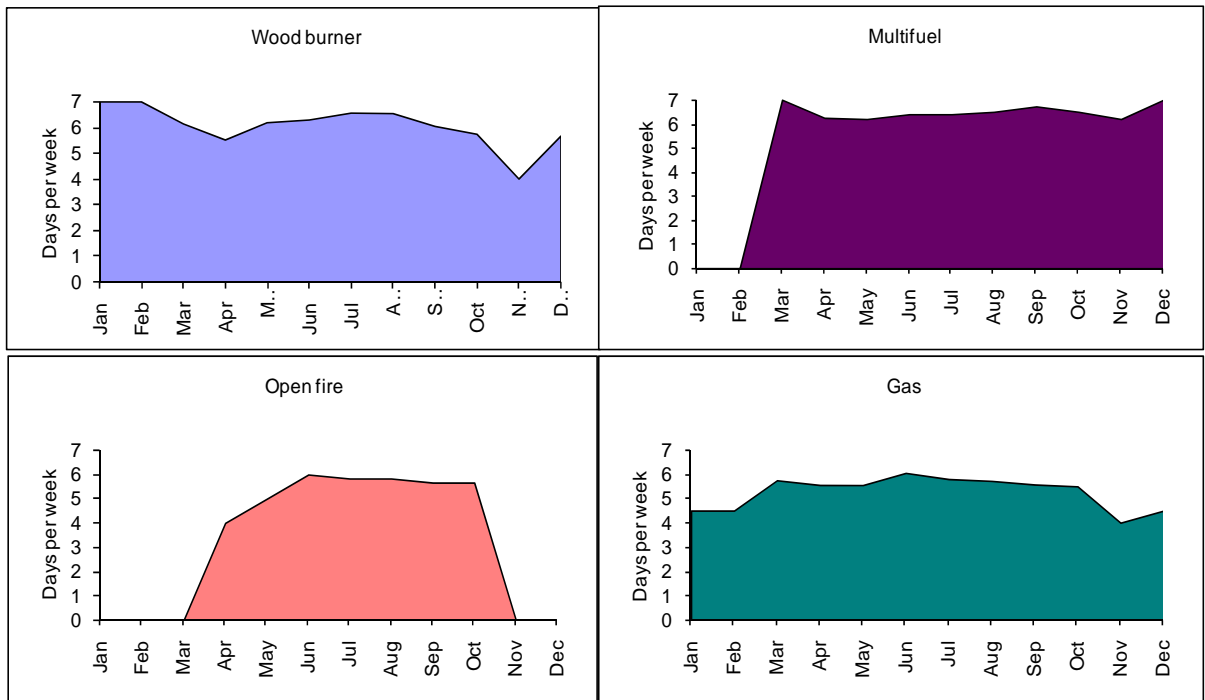 Wood burner
Days per week
7
6
5
4
3
2
1
0
Jan
Feb
Mar
Apr
M..
Jun
Jul
A..
S..
Oct
N..
D..
Multifuel
Days per week
7
6
5
4
3
2
1
0
Jan
Feb
Mar
Apr
May
Jun
Jul
Aug
Sep
Oct
Nov
Dec
Open fire
Days per week
7
6
5
4
3
2
1
0
Jan
Feb
Mar
Apr
May
Jun
Jul
Aug
Sep
Oct
Nov
Dec
Gas
Days per week
7
6
5
4
3
2
1
0
Jan
Feb
Mar
Apr
May
Jun
Jul
Aug
Sep
Oct
Nov
Dec